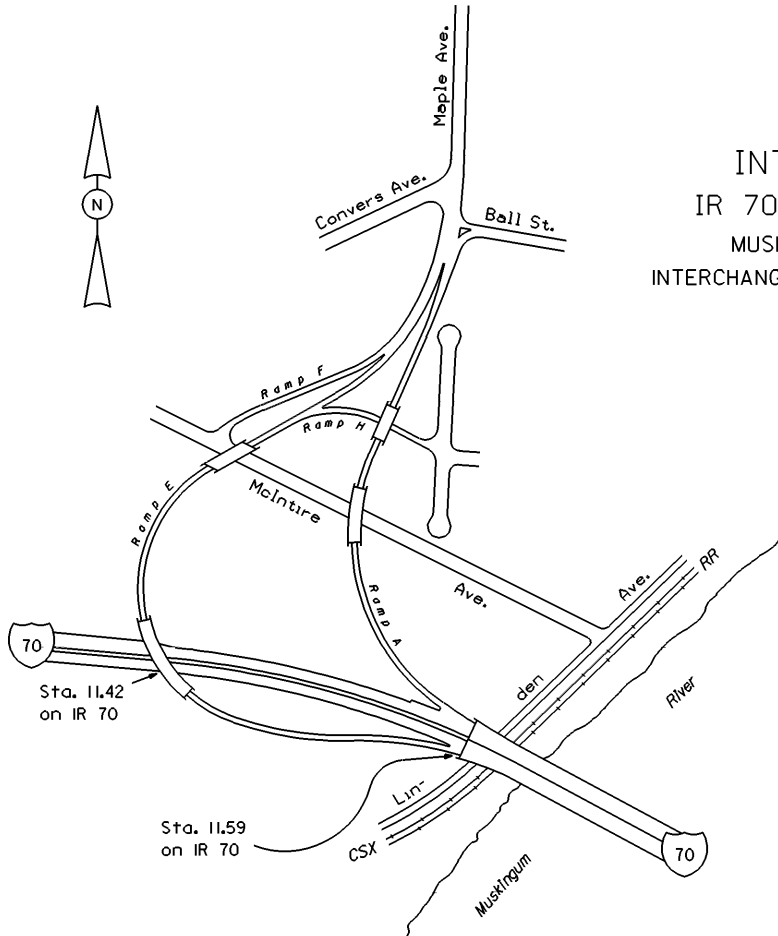 Maple Ave.
INT
IR 70
MUSI
INTERCHANG
N
Convers Ave.
Ball St.
Ramp F
Ramp H
Ramp E
McIntire
Ave.
Ramp A
Ave.
RR
70
Sta. 11.42
on IR 70
den
River
Lin-
Sta. 11.59
on IR 70
CSX
70
Muskingum